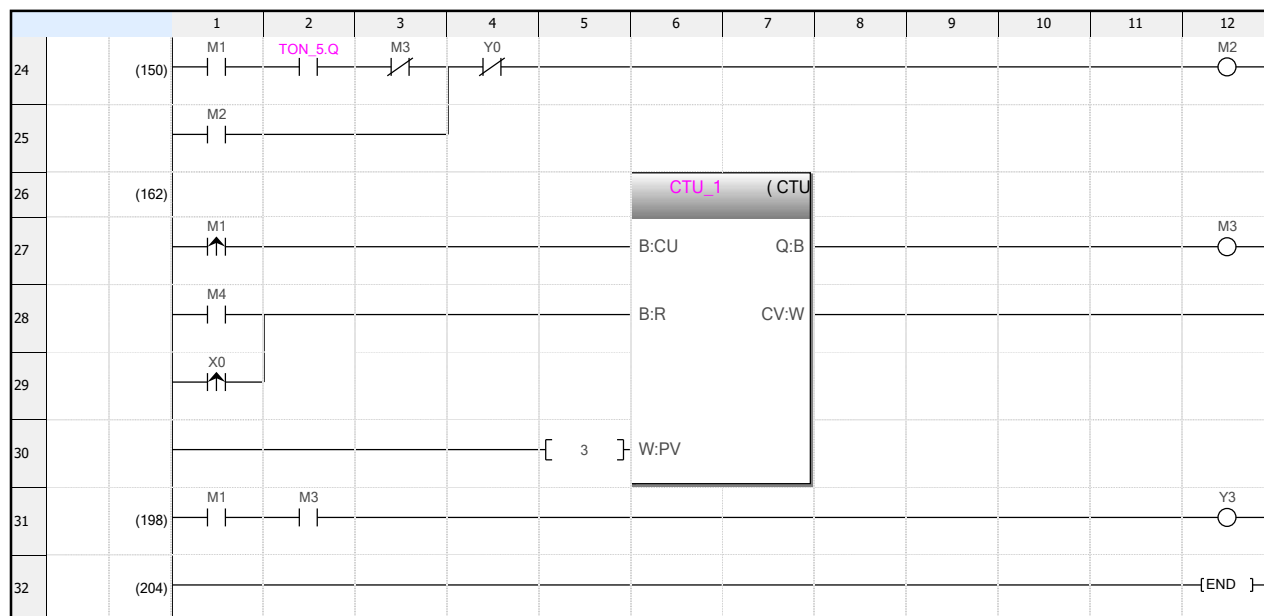 1 2 3 4 5 6 7 8 9 10 11 12
M1 TON_5.Q M3 Y0 M2
24 (150)
M2
25
26 (162) CTU_1 ( CTU
M1 M3
27 B:CU Q:B
M4
28 B:R CV:W
X0
29
30 3 W:PV
M1 M3 Y3
31 (198)
32 (204) END